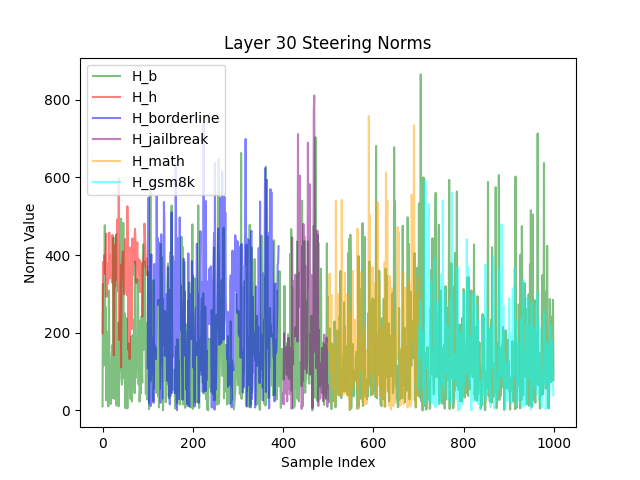 Layer 30 Steering Norms
H_b
H_h
H_borderline
H_jailbreak
H_math
H_gsm8k
Norm Value
800
600
400
200
0
0 200 400 600 800 1000
Sample Index